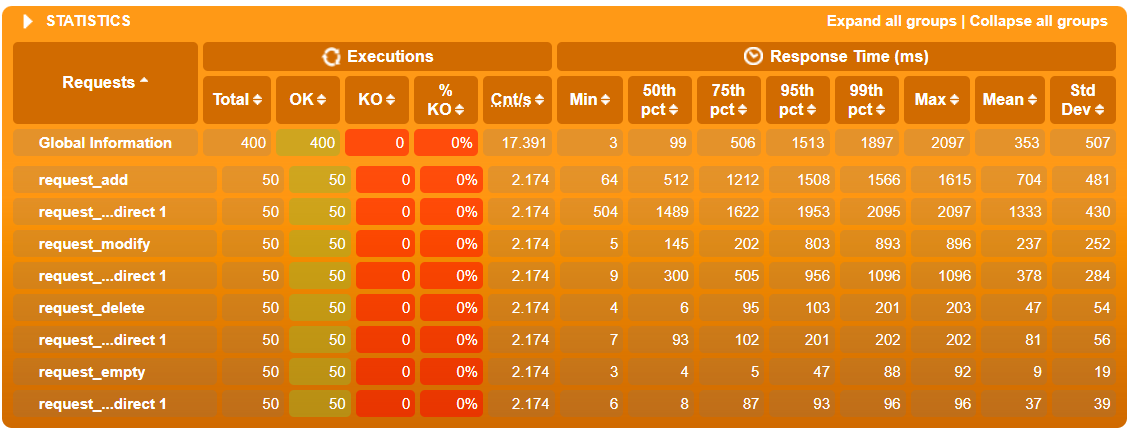 STATISTICS Expand all groups | Collapse all groups
Requests Executions Response Time (ms)
Total OK KO % KO Cnt/s Min 50th pct 75th pct 95th pct 99th pct Max Mean Std Dev
Global Information 400 400 0 0% 17.391 3 99 506 1513 1897 2097 353 507
request_add 50 50 0 0% 2.174 64 512 1212 1508 1566 1615 704 481
request_...direct 1 50 50 0 0% 2.174 504 1489 1622 1953 2095 2097 1333 430
request_modify 50 50 0 0% 2.174 5 145 202 803 893 896 237 252
request_...direct 1 50 50 0 0% 2.174 9 300 505 956 1096 1096 378 284
request_delete 50 50 0 0% 2.174 4 6 95 103 201 203 47 54
request_...direct 1 50 50 0 0% 2.174 7 93 102 201 202 202 81 56
request_empty 50 50 0 0% 2.174 3 4 5 47 88 92 9 19
request_...direct 1 50 50 0 0% 2.174 6 8 87 93 96 96 37 39